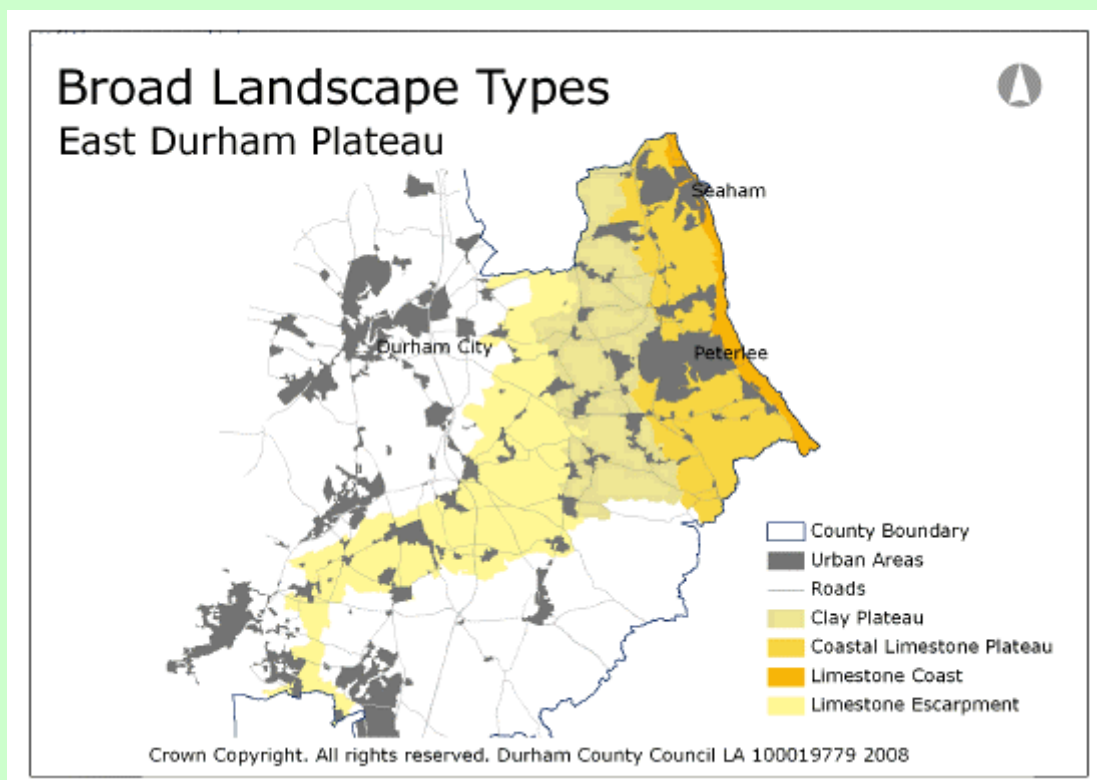 Broad Landscape Types
East Durham Plateau
Seaham
Durham City
Peterlee
County Boundary
Urban Areas
Roads
Clay Plateau
Coastal Limestone Plateau
Limestone Coast
Limestone Escarpment
Crown Copyright. All rights reserved. Durham County Council LA 100019779 2008